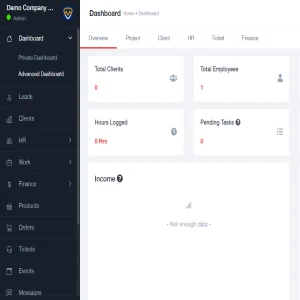 Demo Company ...
Admin
Dashboard
Private Dashboard
Advanced Dashboard
Leads
Clients
HR
Work
Finance
Products
Orders
Tickets
Events
Messages
Dashboard Home • Dashboard
Overview Project Client HR Ticket Finance
Total Clients
0
Total Employees
1
Hours Logged
0 Hrs
Pending Tasks
0
Income
- Not enough data -